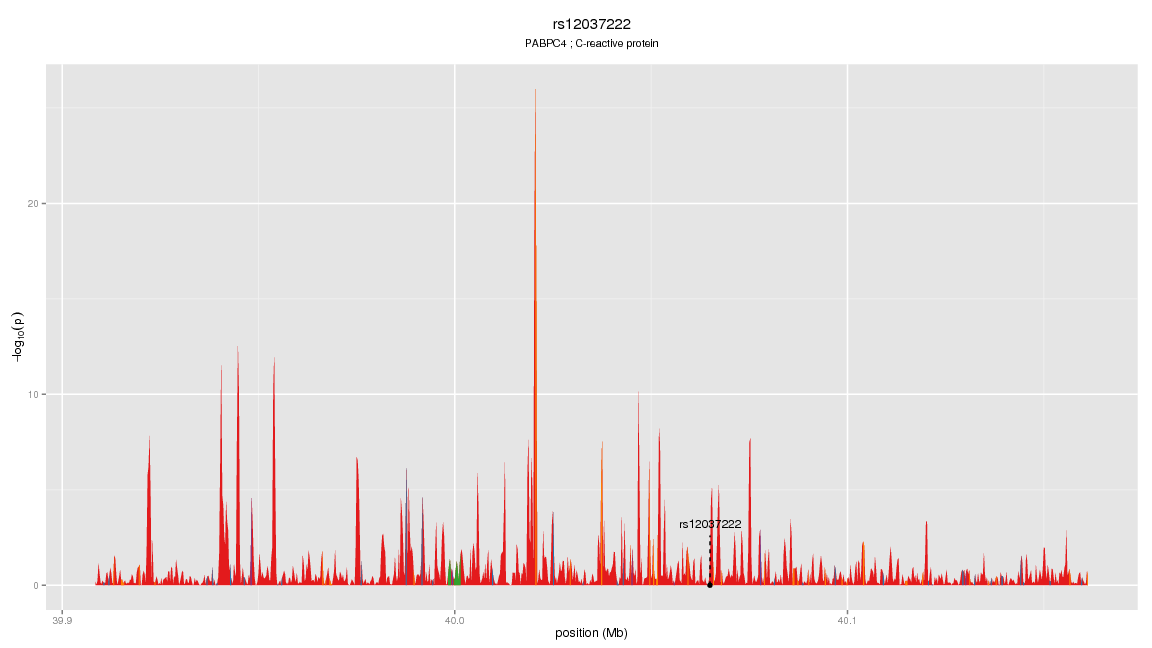 rs12037222
PABPC4 ; C-reactive protein
−log10(p)
20
10
0
rs12037222
39.9
40.0
40.1
position (Mb)